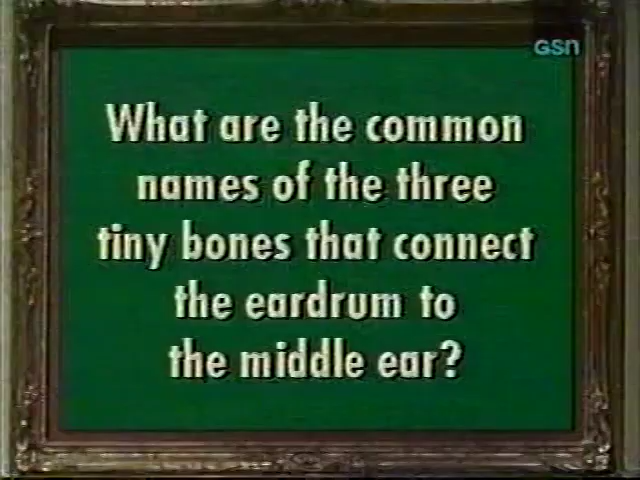 GSN
What are the common
names of the three
tiny bones that connect
the eardrum to
the middle ear?